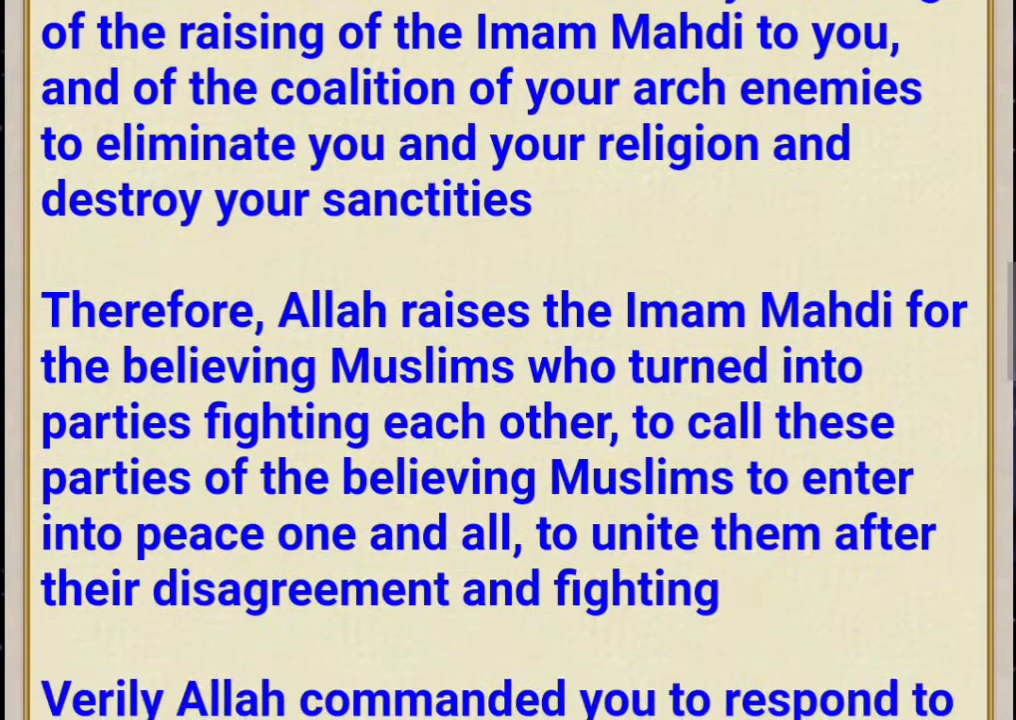 of the raising of the Imam Mahdi to you,
and of the coalition of your arch enemies
to eliminate you and your religion and
destroy your sanctities
Therefore, Allah raises the Imam Mahdi for
the believing Muslims who turned into
parties fighting each other, to call these
parties of the believing Muslims to enter
into peace one and all, to unite them after
their disagreement and fighting
Verily Allah commanded you to respond to